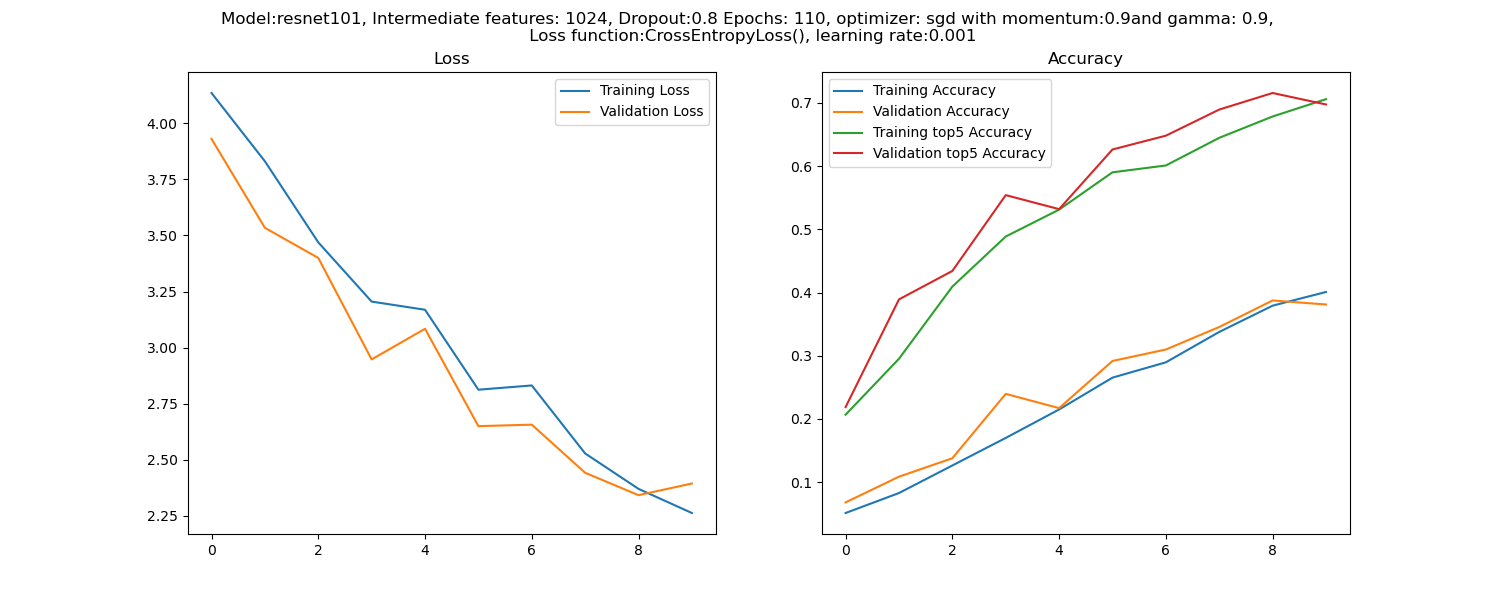 Model:resnet101, Intermediate features: 1024, Dropout:0.8 Epochs: 110, optimizer: sgd with momentum:0.9and gamma: 0.9,
Loss function:CrossEntropyLoss(), learning rate:0.001
Loss
Training Loss
Validation Loss
4.00
3.75
3.50
3.25
3.00
2.75
2.50
2.25
0 2 4 6 8
Accuracy
Training Accuracy
Validation Accuracy
Training top5 Accuracy
Validation top5 Accuracy
0.7
0.6
0.5
0.4
0.3
0.2
0.1
0 2 4 6 8